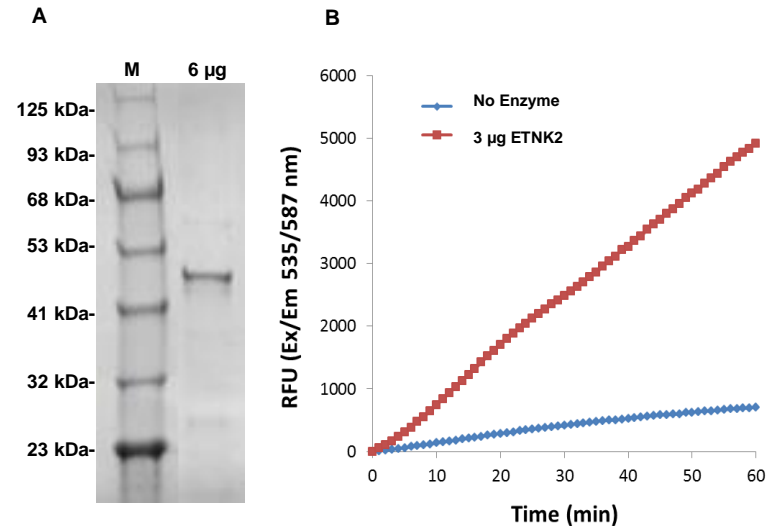 A
M 6 µg
125 kDa-
93 kDa-
68 kDa-
53 kDa-
41 kDa-
32 kDa-
23 kDa-
B
6000
5000
4000
3000
2000
1000
0
RFU (Ex/Em 535/587 nm)
No Enzyme
3 µg ETNK2
0 10 20 30 40 50 60
Time (min)